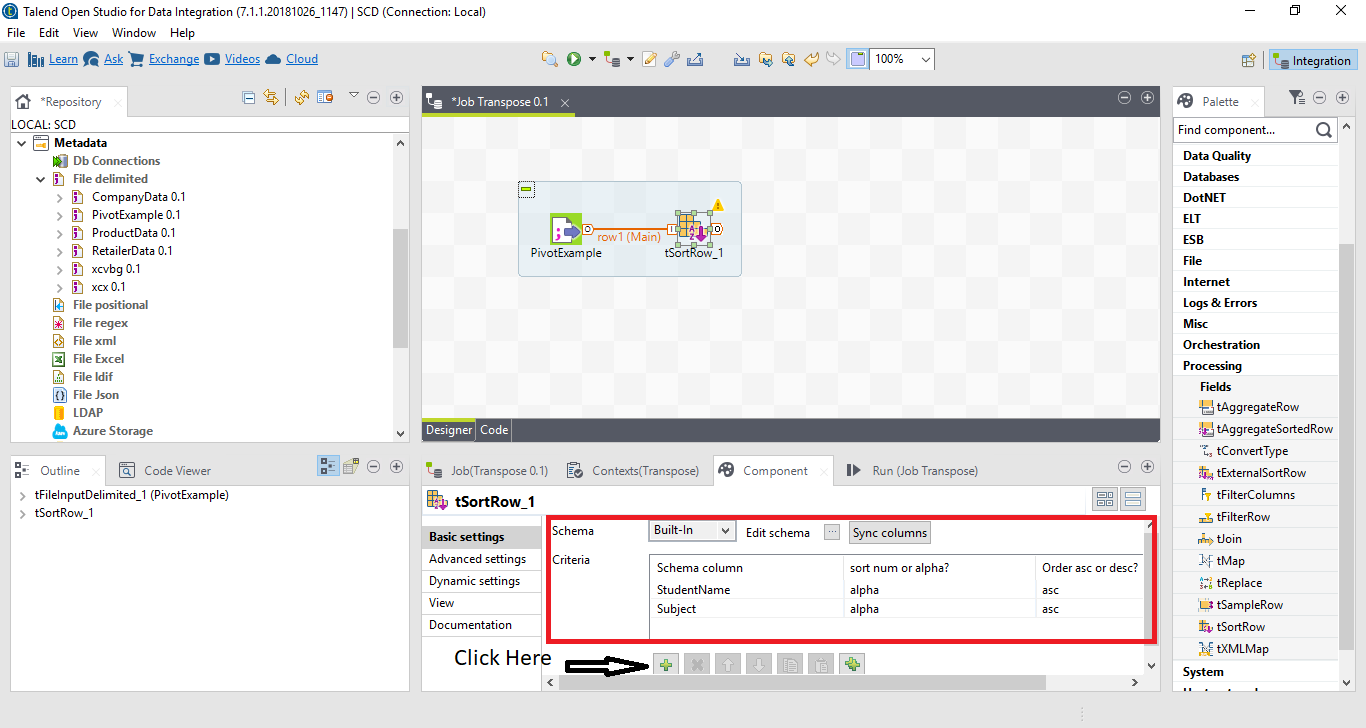 Talend Open Studio for Data Integration (7.1.1.20181026_1147) | SCD (Connection: Local)
File Edit View Window Help
Learn Ask Exchange Videos Cloud 100% Integration
*Repository
LOCAL: SCD
Metadata
Db Connections
File delimited
CompanyData 0.1
PivotExample 0.1
ProductData 0.1
RetailerData 0.1
xcvbg 0.1
xcx 0.1
File positional
File regex
File xml
File Excel
File ldif
File Json
LDAP
Azure Storage
*Job Transpose 0.1
row1 (Main)
PivotExample tSortRow_1
Designer Code
Palette
Find component...
Data Quality
Databases
DotNET
ELT
ESB
File
Internet
Logs & Errors
Misc
Orchestration
Processing
Fields
tAggregateRow
tAggregateSortedRow
tConvertType
tExternalSortRow
tFilterColumns
tFilterRow
tJoin
tMap
tReplace
tSampleRow
tSortRow
tXMLMap
System
Outline Code Viewer
tFileInputDelimited_1 (PivotExample)
tSortRow_1
Job(Transpose 0.1) Contexts(Transpose) Component Run (Job Transpose)
tSortRow_1
Basic settings
Advanced settings
Dynamic settings
View
Documentation
Schema Built-In Edit schema ... Sync columns
Criteria
Schema column sort num or alpha? Order asc or desc?
StudentName alpha asc
Subject alpha asc
Click Here